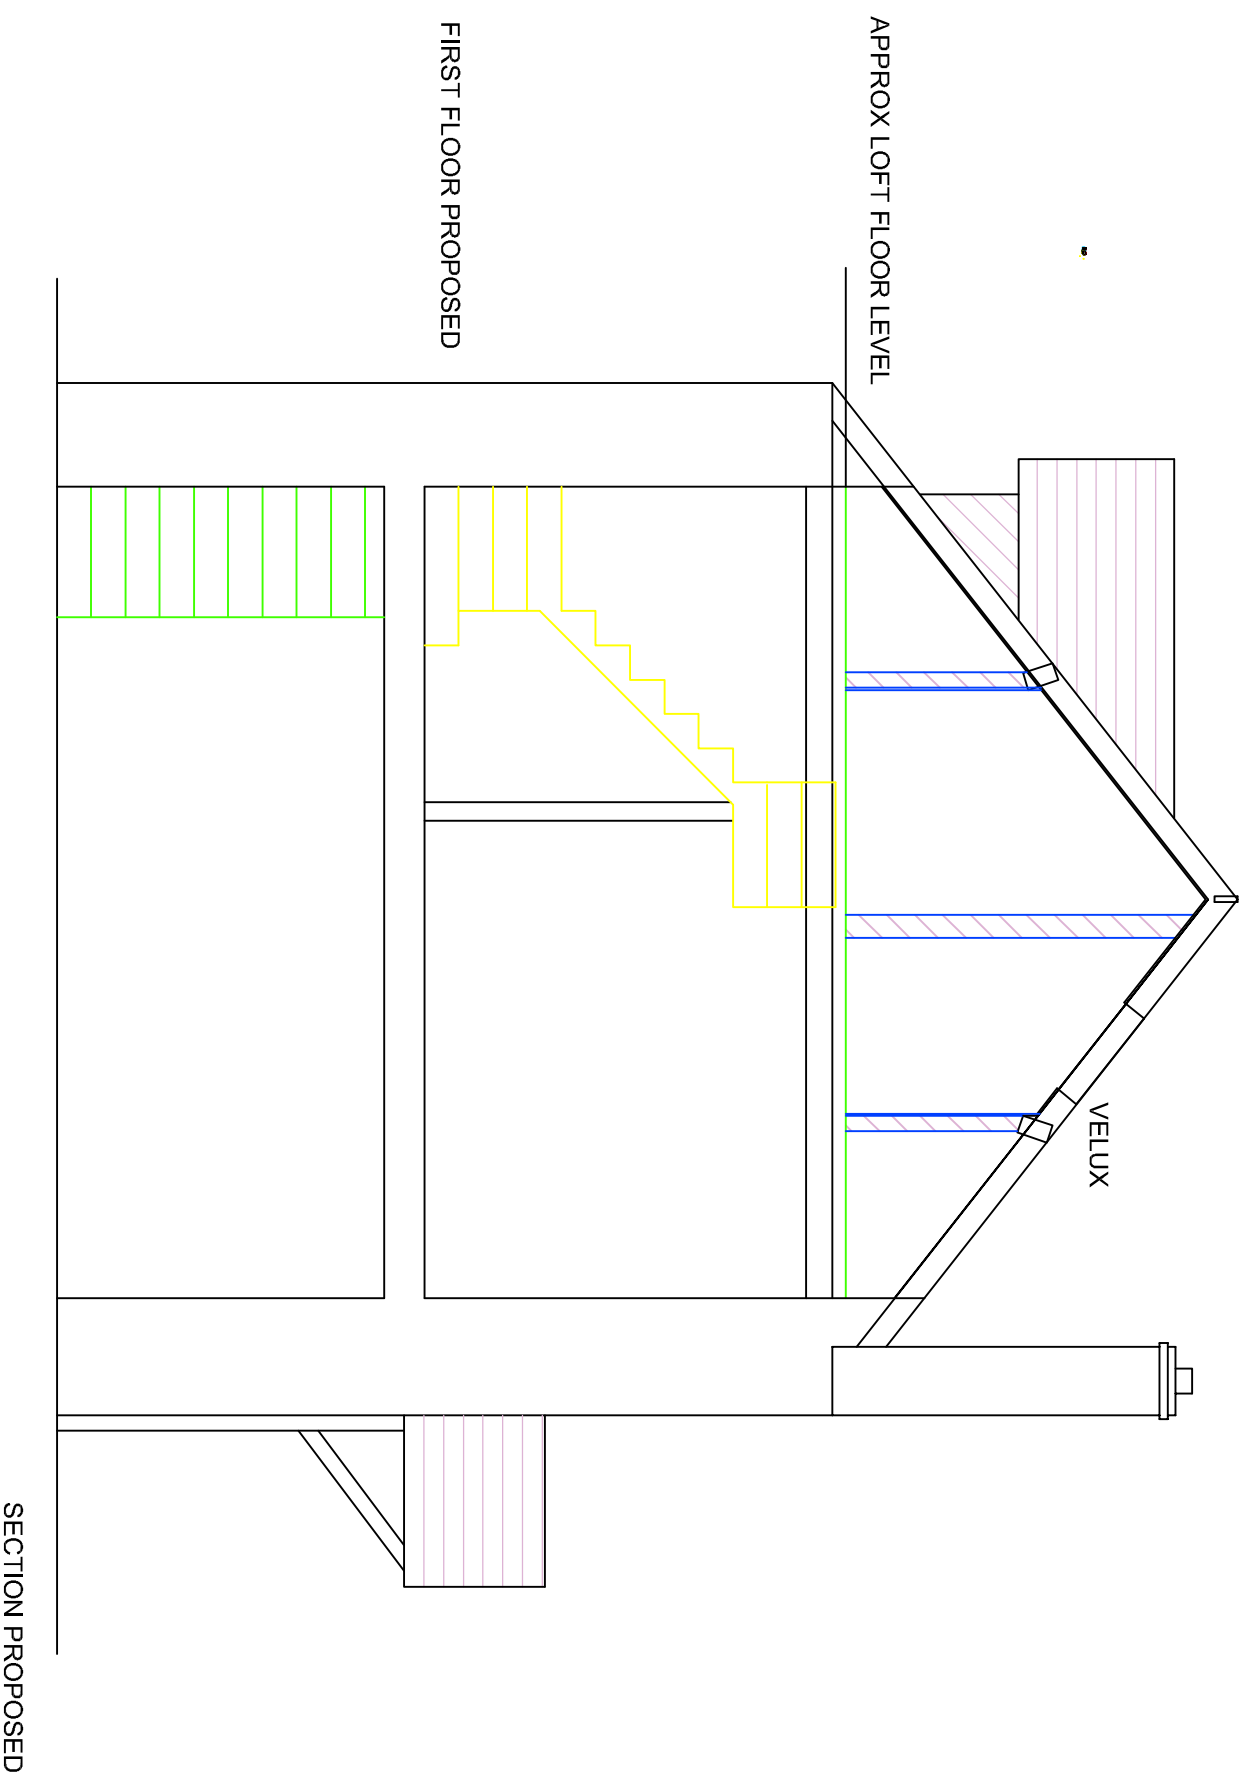 APPROX LOFT FLOOR LEVEL
FIRST FLOOR PROPOSED
VELUX
SECTION PROPOSED